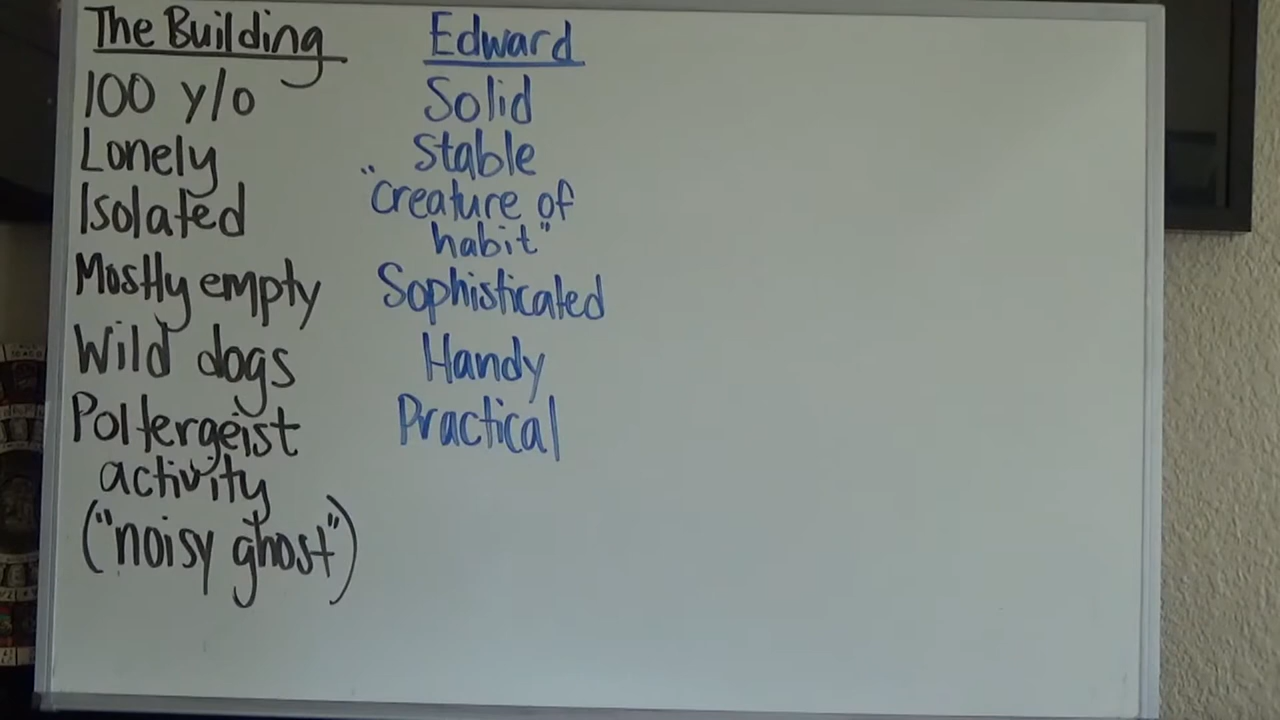 The Building
100 y/o
Lonely
Isolated
Mostly empty
Wild dogs
Poltergeist
activity
("noisy ghost")
Edward
Solid
Stable
"creature of
habit"
Sophisticated
Handy
Practical